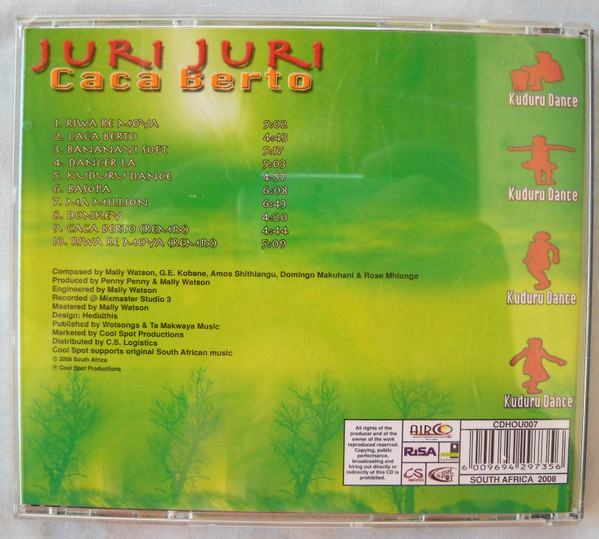 JURI JURI
Caca Berto
1. RIWA RE MOYA 5:02
2. CACA BERTO 4:43
3. BANANAYI SOFT 5:17
4. DANCER LA 5:03
5. KUDURU DANCE 4:57
6. BASOPA 6:08
7. MA MILLION 6:43
8. DONKEY 4:20
9. CACA BERTO (REMIX) 4:44
10. RIWA RE MOYA (REMIX) 5:09
Kuduru Dance
Kuduru Dance
Kuduru Dance
Kuduru Dance
Composed by Mally Watson, G.E. Kobane, Amos Shithlangu, Domingo Makuhani & Rose Mhlongo
Produced by Penny Penny & Mally Watson
Engineered by Mally Watson
Recorded @ Mixmaster Studio 3
Mastered by Mally Watson
Design: Hedidthis
Published by Wotsongs & Ta Makwaya Music
Marketed by Cool Spot Productions
Distributed by C.S. Logistics
Cool Spot supports original South African music
© 2008 South Africa
℗ Cool Spot Productions
All rights of the
producer and of the
owner of the work
reproduced reserved.
Copying, public
performance,
broadcasting and
hiring out directly or
indirectly of this CD is
prohibited.
AIRCO
RiSA
CS
CDHOU007
6 009694 297356
SOUTH AFRICA 2008